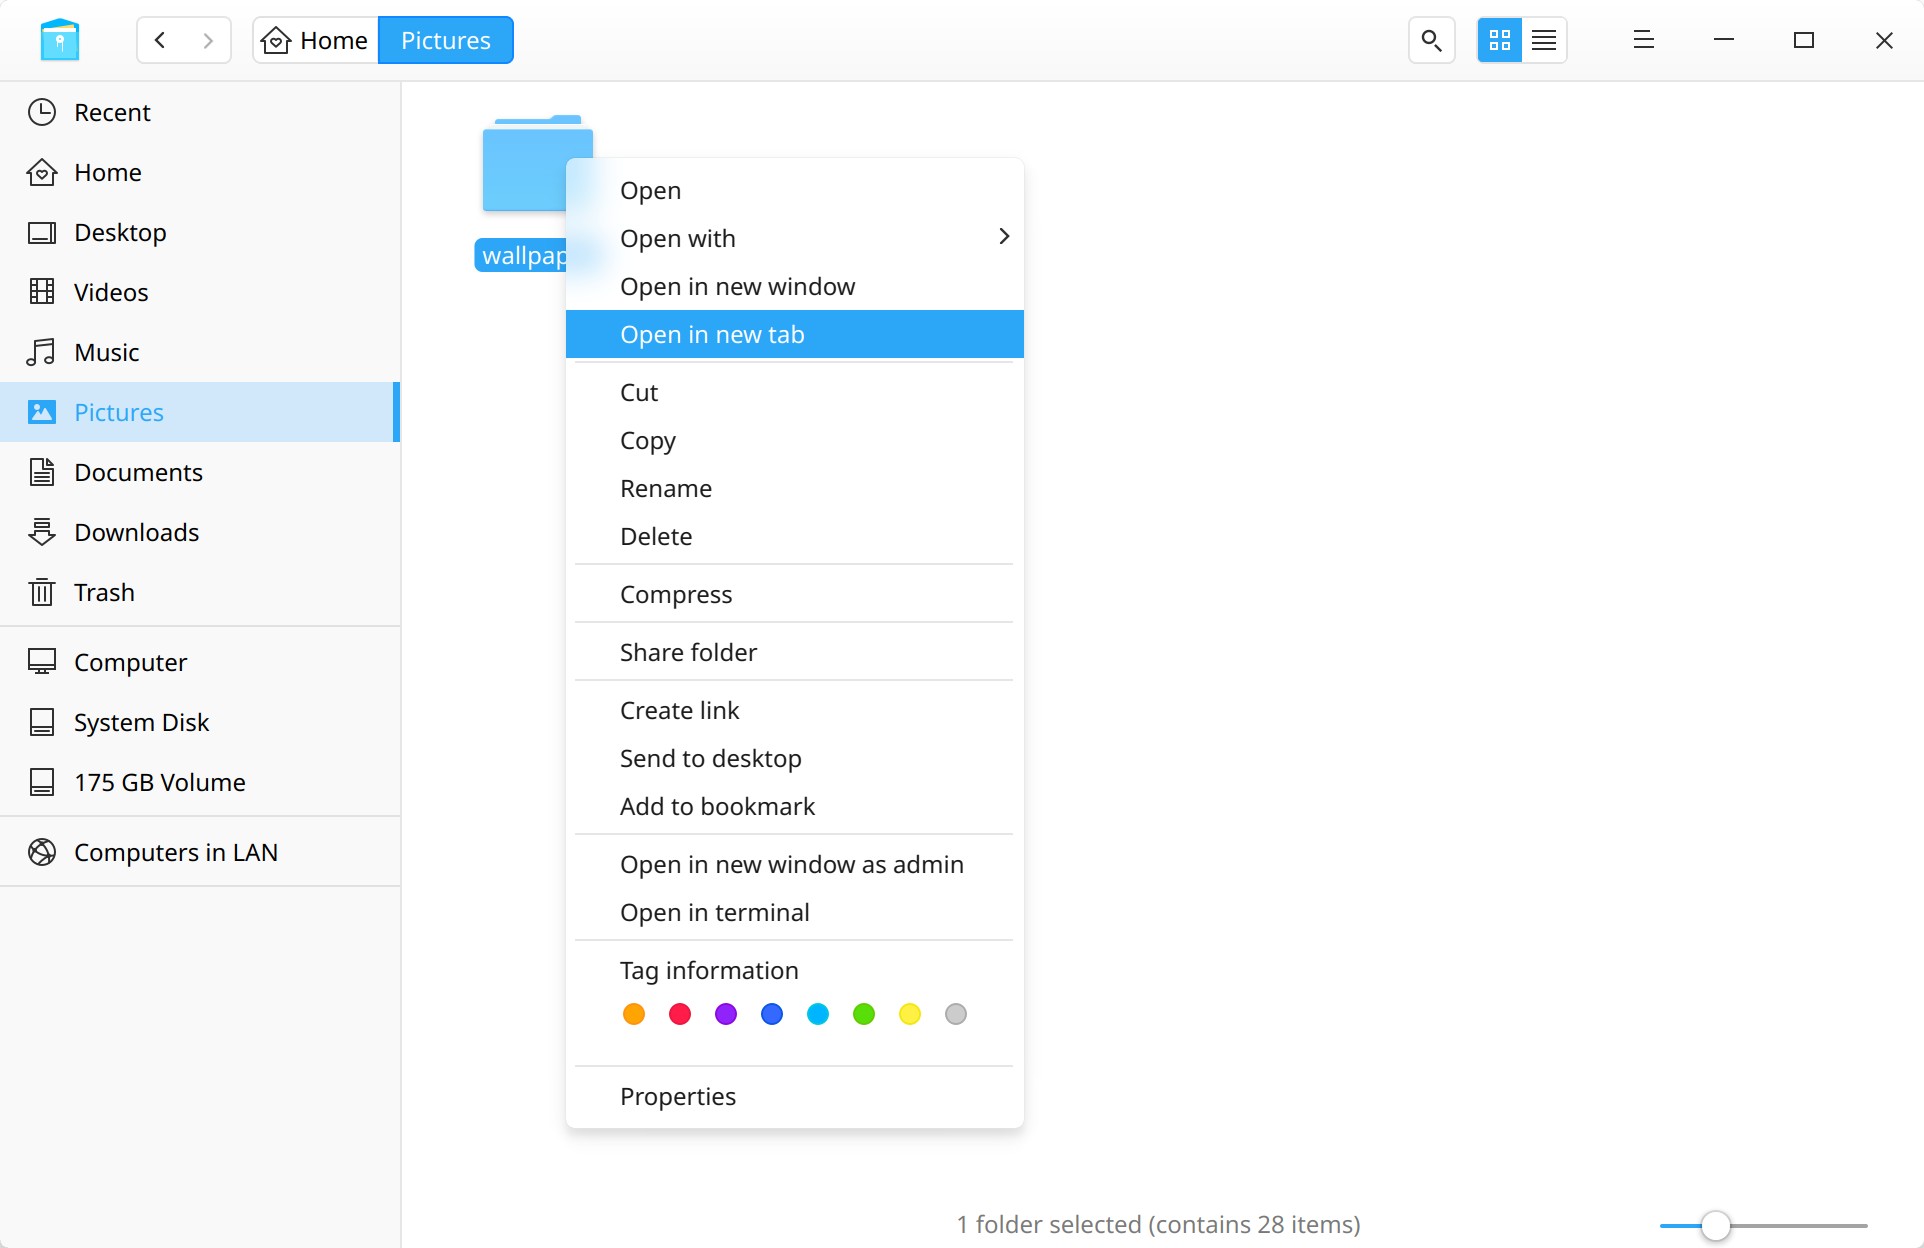 Home
Pictures
Recent
Home
Desktop
Videos
Music
Pictures
Documents
Downloads
Trash
Computer
System Disk
175 GB Volume
Computers in LAN
wallpap
Open
Open with
Open in new window
Open in new tab
Cut
Copy
Rename
Delete
Compress
Share folder
Create link
Send to desktop
Add to bookmark
Open in new window as admin
Open in terminal
Tag information
Properties
1 folder selected (contains 28 items)